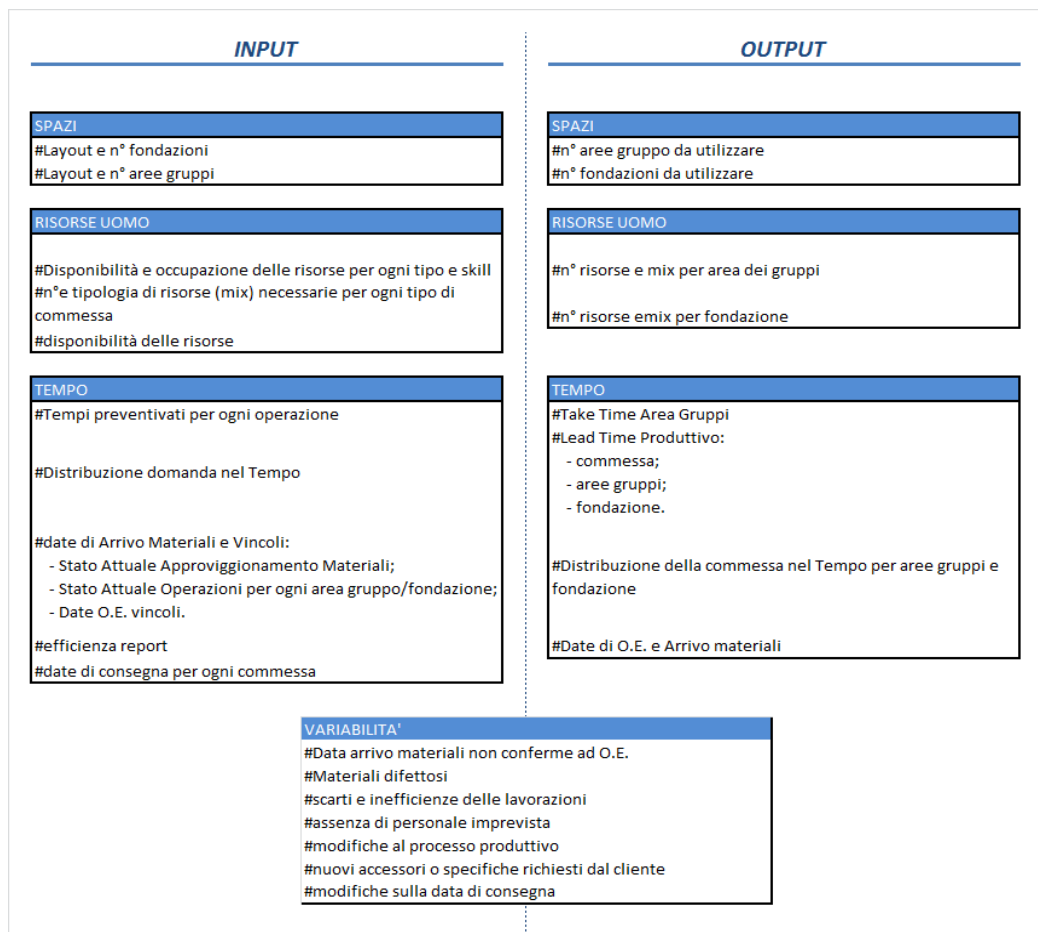 INPUT
SPAZI
#Layout e n° fondazioni
#Layout e n° aree gruppi
RISORSE UOMO
#Disponibilità e occupazione delle risorse per ogni tipo e skill
#n°e tipologia di risorse (mix) necessarie per ogni tipo di
commessa
#disponibilità delle risorse
TEMPO
#Tempi preventivati per ogni operazione
#Distribuzione domanda nel Tempo
#date di Arrivo Materiali e Vincoli:
- Stato Attuale Approviggionamento Materiali;
- Stato Attuale Operazioni per ogni area gruppo/fondazione;
- Date O.E. vincoli.
#efficienza report
#date di consegna per ogni commessa
OUTPUT
SPAZI
#n° aree gruppo da utilizzare
#n° fondazioni da utilizzare
RISORSE UOMO
#n° risorse e mix per area dei gruppi
#n° risorse emix per fondazione
TEMPO
#Take Time Area Gruppi
#Lead Time Produttivo:
- commessa;
- aree gruppi;
- fondazione.
#Distribuzione della commessa nel Tempo per aree gruppi e
fondazione
#Date di O.E. e Arrivo materiali
VARIABILITA'
#Data arrivo materiali non conforme ad O.E.
#Materiali difettosi
#scarti e inefficienze delle lavorazioni
#assenza di personale imprevista
#modifiche al processo produttivo
#nuovi accessori o specifiche richiesti dal cliente
#modifiche sulla data di consegna